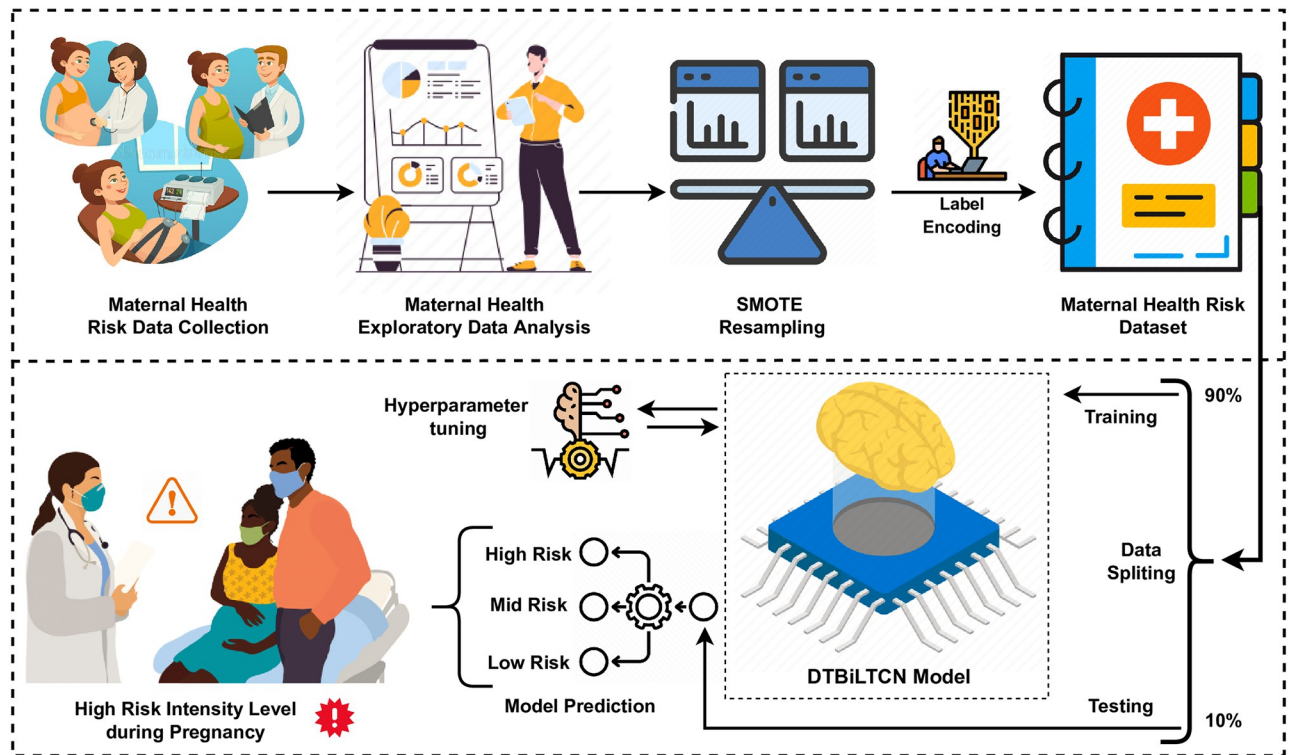 Label
Encoding
Maternal Health
Risk Data Collection
Maternal Health
Exploratory Data Analysis
SMOTE
Resampling
Maternal Health Risk
Dataset
Hyperparameter
tuning
Training
90%
High Risk
Mid Risk
Low Risk
Model Prediction
DTBiLTCN Model
Data
Spliting
Testing
10%
High Risk Intensity Level
during Pregnancy